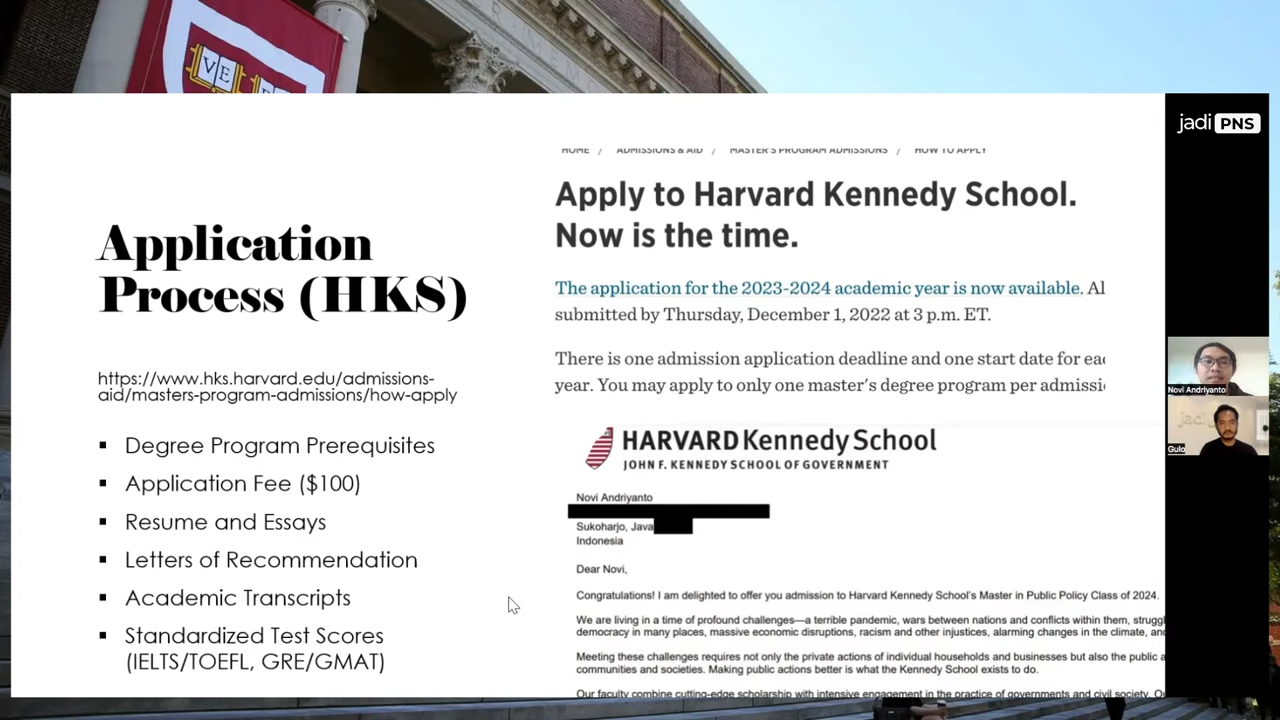 VE
jadi PNS
HOME / ADMISSIONS & AID / MASTER'S PROGRAM ADMISSIONS / HOW TO APPLY
Apply to Harvard Kennedy School.
Now is the time.
The application for the 2023-2024 academic year is now available. Al
submitted by Thursday, December 1, 2022 at 3 p.m. ET.
There is one admission application deadline and one start date for eac
year. You may apply to only one master's degree program per admissi
Application
Process (HKS)
https://www.hks.harvard.edu/admissions-
aid/masters-program-admissions/how-apply
▪ Degree Program Prerequisites
▪ Application Fee ($100)
▪ Resume and Essays
▪ Letters of Recommendation
▪ Academic Transcripts
▪ Standardized Test Scores
(IELTS/TOEFL, GRE/GMAT)
HARVARD Kennedy School
JOHN F. KENNEDY SCHOOL OF GOVERNMENT
Novi Andriyanto
Sukoharjo, Java
Indonesia
Dear Novi,
Congratulations! I am delighted to offer you admission to Harvard Kennedy School's Master in Public Policy Class of 2024.
We are living in a time of profound challenges—a terrible pandemic, wars between nations and conflicts within them, struggl
democracy in many places, massive economic disruptions, racism and other injustices, alarming changes in the climate, and
Meeting these challenges requires not only the private actions of individual households and businesses but also the public a
communities and societies. Making public actions better is what the Kennedy School exists to do.
Our faculty combine cutting-edge scholarship with intensive engagement in the practice of governments and civil society. Ou
Novi Andriyanto
Gulo